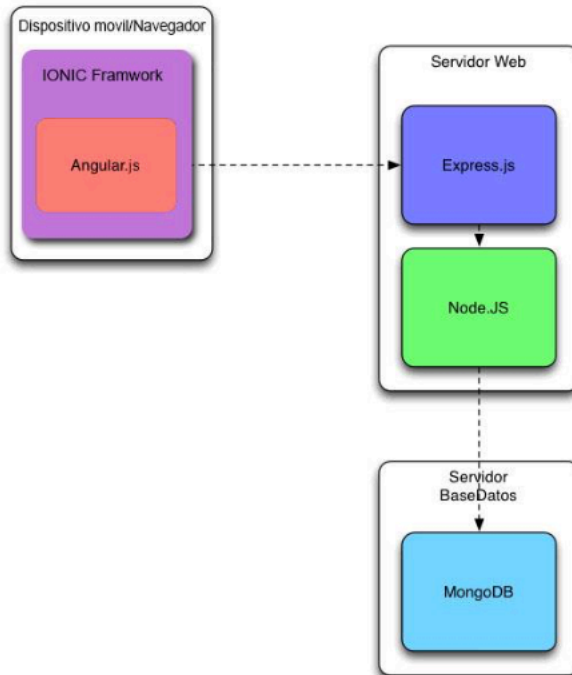 Dispositivo movil/Navegador
IONIC Framwork
Angular.js
Servidor Web
Express.js
Node.JS
Servidor
BaseDatos
MongoDB